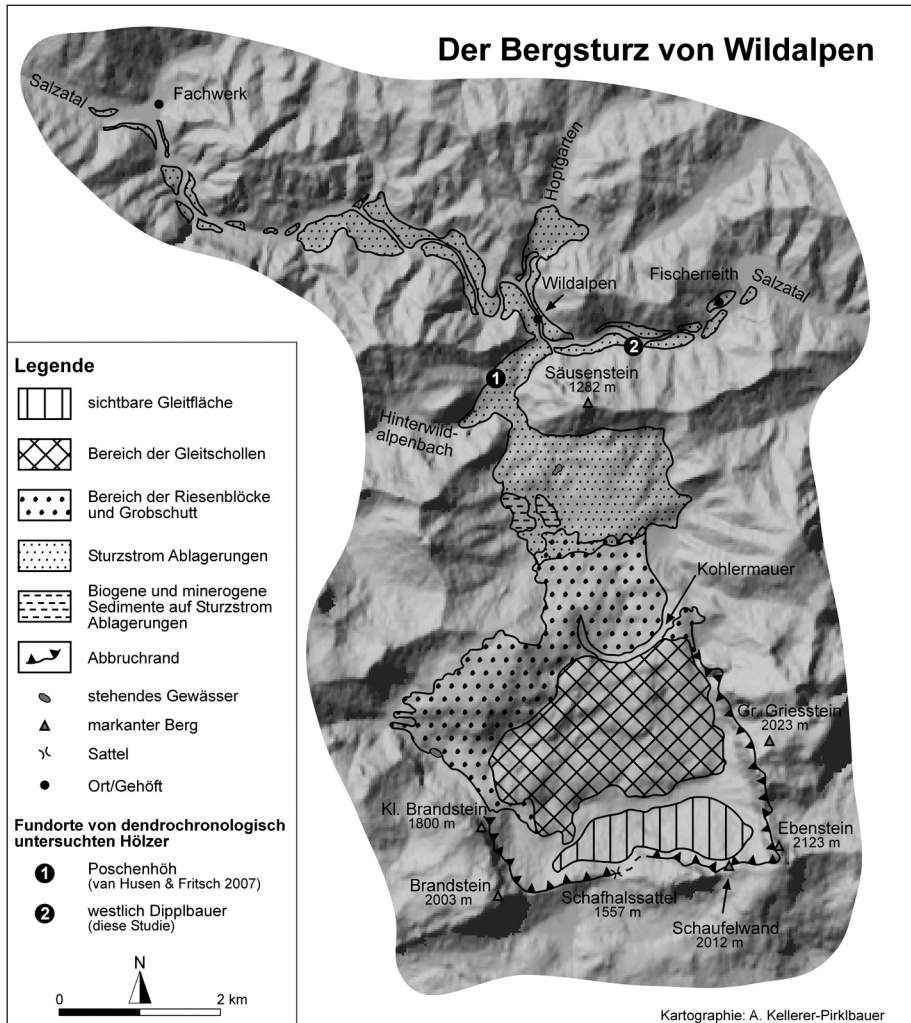 Der Bergsturz von Wildalpen
Salzatal
Fachwerk
Hopfgarten
Wildalpen
Fischerreith
Salzatal
2
1
Säusenstein
1282 m
Hinterwild-
alpenbach
Kohlermauer
Gr. Griesstein
2023 m
Kl. Brandstein
1800 m
Ebenstein
2123 m
Brandstein
2003 m
Schafhalssattel
1557 m
Schaufelwand
2012 m
Legende
sichtbare Gleitfläche
Bereich der Gleitschollen
Bereich der Riesenblöcke
und Grobschutt
Sturzstrom Ablagerungen
Biogene und minerogene
Sedimente auf Sturzstrom
Ablagerungen
Abbruchrand
stehendes Gewässer
markanter Berg
Sattel
Ort/Gehöft
Fundorte von dendrochronologisch
untersuchten Hölzer
1 Poschenhöh
(van Husen & Fritsch 2007)
2 westlich Dipplbauer
(diese Studie)
N
0 2 km
Kartographie: A. Kellerer-Pirklbauer